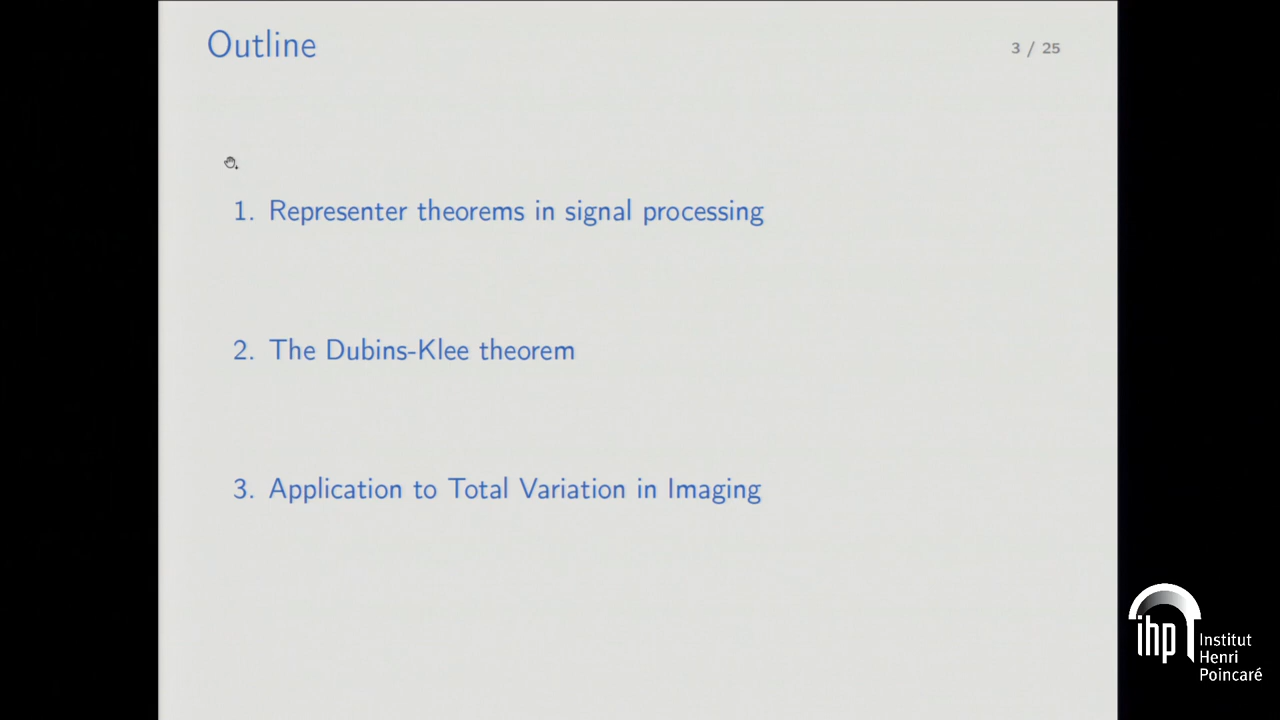 Outline
3 / 25
1. Representer theorems in signal processing
2. The Dubins-Klee theorem
3. Application to Total Variation in Imaging
ihp
Institut
Henri
Poincaré